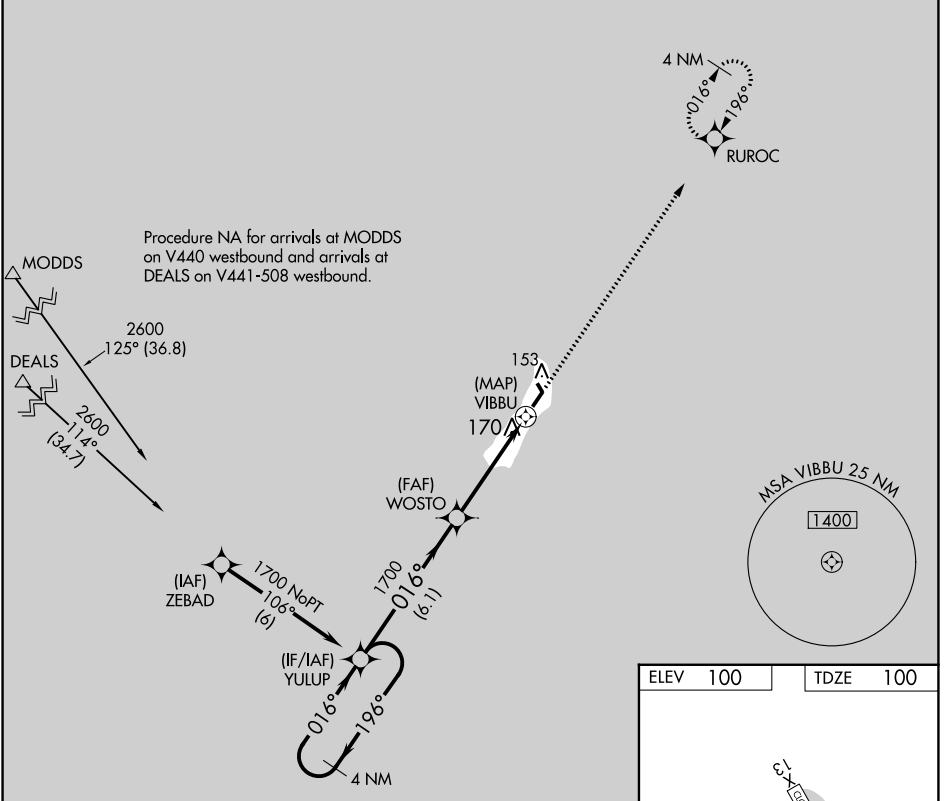 4 NM
016°
196°
RUROC
Procedure NA for arrivals at MODDS
on V440 westbound and arrivals at
DEALS on V441-508 westbound.
MODDS
2600
125° (36.8)
DEALS
2600
114°
(34.7)
153
(MAP)
VIBBU
170
(FAF)
WOSTO
MSA VIBBU 25 NM
1400
(IAF)
ZEBAD
1700 NoPT
106°
(6)
1700
016°
(6.1)
(IF/IAF)
YULUP
016°
196°
4 NM
ELEV 100
TDZE 100
13